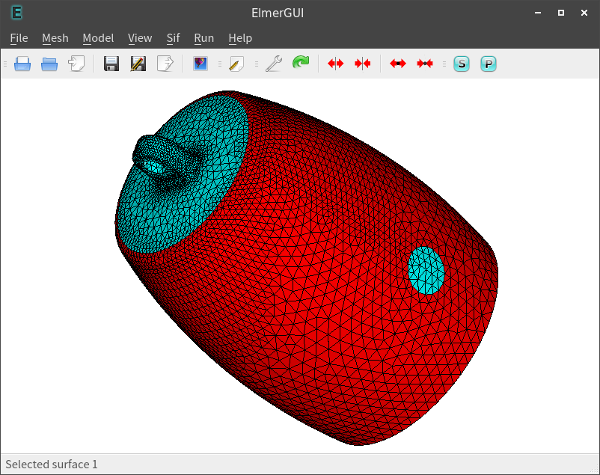 E ElmerGUI
File Mesh Model View Sif Run Help
S P
Selected surface 1